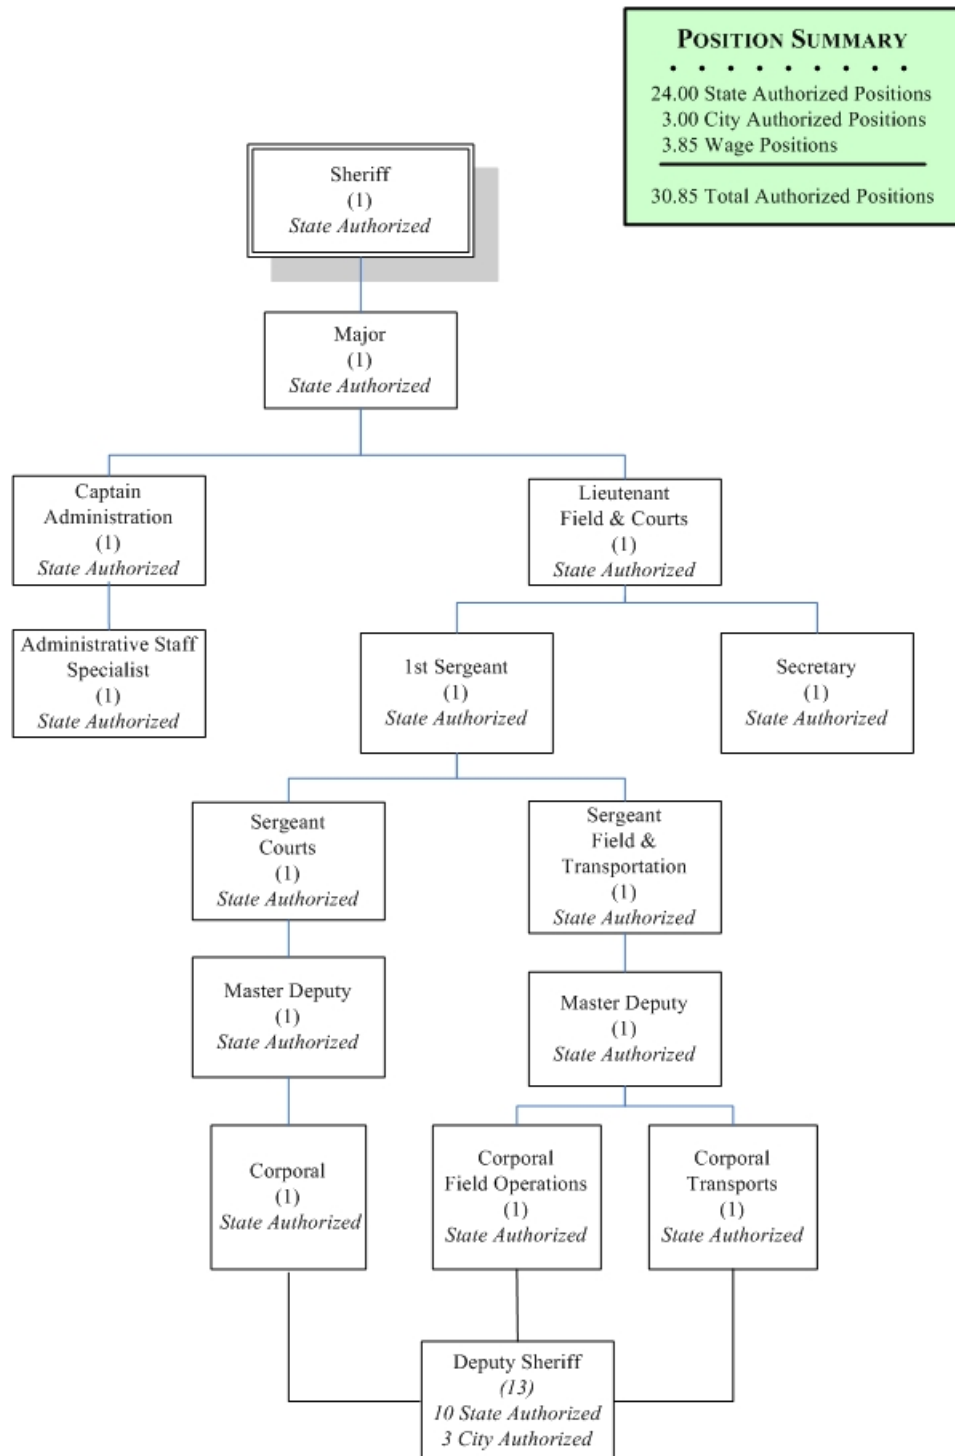 POSITION SUMMARY
24.00 State Authorized Positions
3.00 City Authorized Positions
3.85 Wage Positions
30.85 Total Authorized Positions
Sheriff
(1)
State Authorized
Major
(1)
State Authorized
Captain
Administration
(1)
State Authorized
Lieutenant
Field & Courts
(1)
State Authorized
Administrative Staff
Specialist
(1)
State Authorized
1st Sergeant
(1)
State Authorized
Secretary
(1)
State Authorized
Sergeant
Courts
(1)
State Authorized
Sergeant
Field &
Transportation
(1)
State Authorized
Master Deputy
(1)
State Authorized
Master Deputy
(1)
State Authorized
Corporal
(1)
State Authorized
Corporal
Field Operations
(1)
State Authorized
Corporal
Transports
(1)
State Authorized
Deputy Sheriff
(13)
10 State Authorized
3 City Authorized